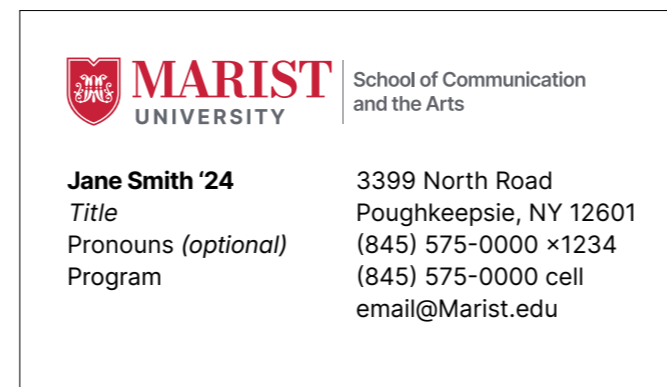 MARIST
UNIVERSITY
School of Communication
and the Arts
Jane Smith ‘24
Title
Pronouns (optional)
Program
3399 North Road
Poughkeepsie, NY 12601
(845) 575-0000 ×1234
(845) 575-0000 cell
email@Marist.edu